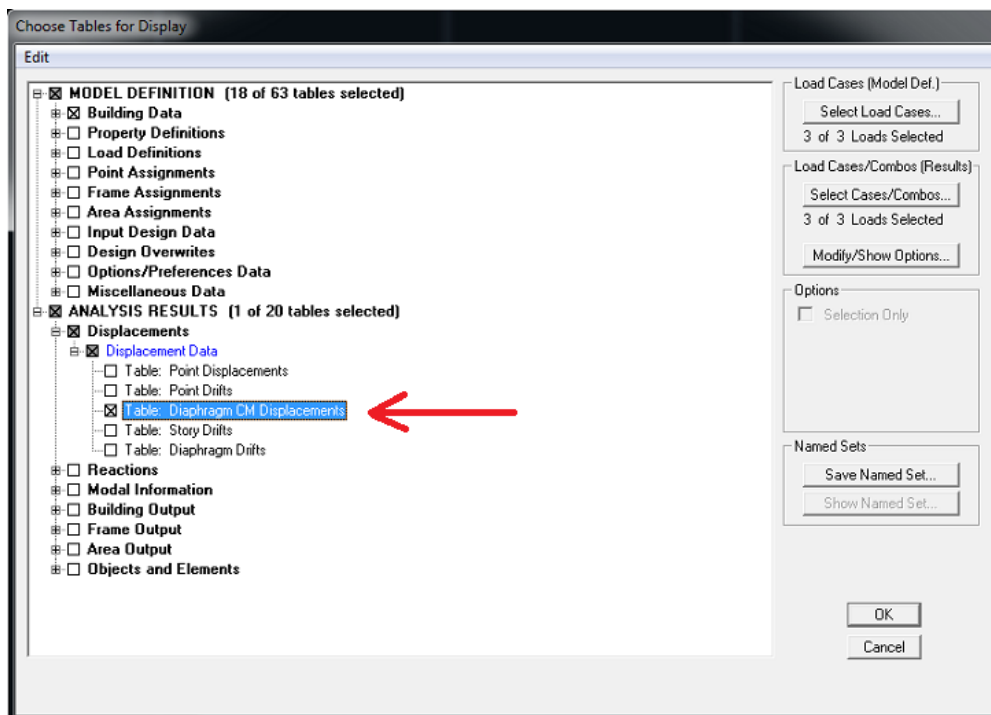 Choose Tables for Display
Edit
MODEL DEFINITION (18 of 63 tables selected)
Building Data
Property Definitions
Load Definitions
Point Assignments
Frame Assignments
Area Assignments
Input Design Data
Design Overwrites
Options/Preferences Data
Miscellaneous Data
ANALYSIS RESULTS (1 of 20 tables selected)
Displacements
Displacement Data
Table: Point Displacements
Table: Point Drifts
Table: Diaphragm CM Displacements
Table: Story Drifts
Table: Diaphragm Drifts
Reactions
Modal Information
Building Output
Frame Output
Area Output
Objects and Elements
Load Cases (Model Def.)
Select Load Cases...
3 of 3 Loads Selected
Load Cases/Combos (Results)
Select Cases/Combos...
3 of 3 Loads Selected
Modify/Show Options...
Options
Selection Only
Named Sets
Save Named Set...
Show Named Set...
OK
Cancel